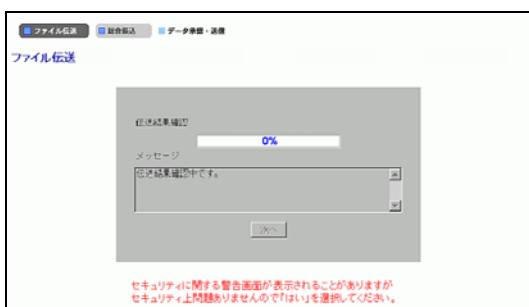 ファイル伝送 総合振込 データ承認・送信
ファイル伝送
伝送結果確認
0%
メッセージ
伝送結果確認中です。
次へ
セキュリティに関する警告画面が表示されることがありますが
セキュリティ上問題ありませんので「はい」を選択してください。